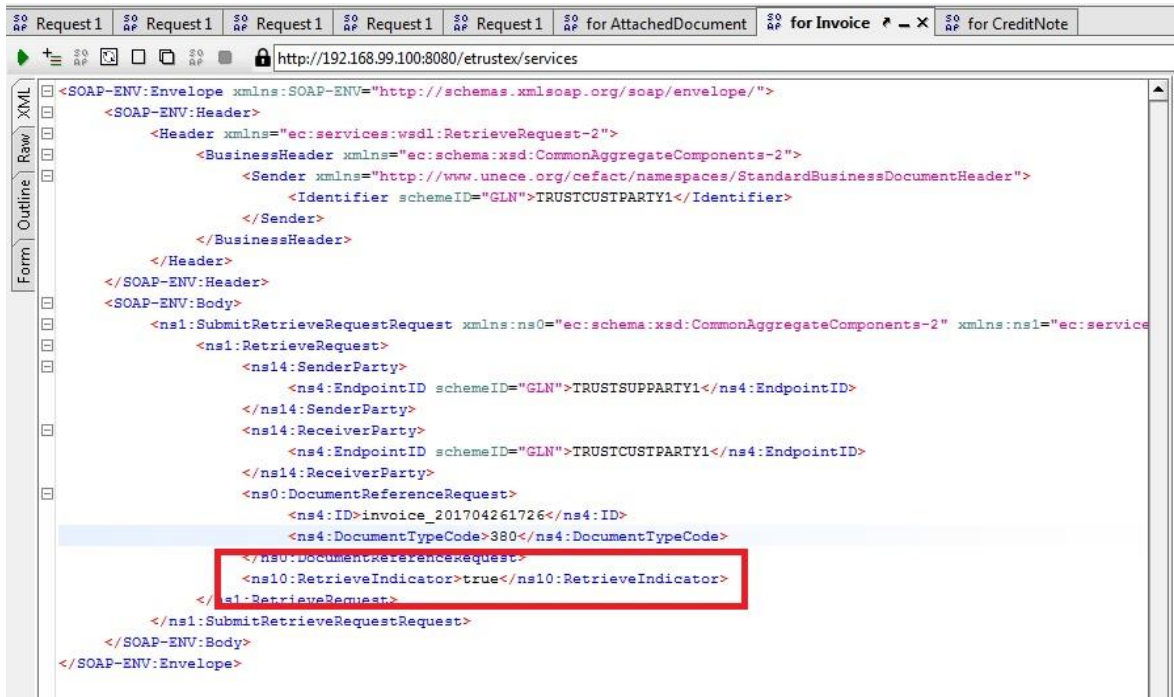 Request 1 Request 1 Request 1 Request 1 Request 1 for AttachedDocument for Invoice for CreditNote
http://192.168.99.100:8080/etrustex/services
XML
Raw
Outline
Form
<SOAP-ENV:Envelope xmlns:SOAP-ENV="http://schemas.xmlsoap.org/soap/envelope/">
<SOAP-ENV:Header>
<Header xmlns="ec:services:wsdl:RetrieveRequest-2">
<BusinessHeader xmlns="ec:schema:xsd:CommonAggregateComponents-2">
<Sender xmlns="http://www.unece.org/cefact/namespaces/StandardBusinessDocumentHeader">
<Identifier schemeID="GLN">TRUSTCUSTPARTY1</Identifier>
</Sender>
</BusinessHeader>
</Header>
</SOAP-ENV:Header>
<SOAP-ENV:Body>
<ns1:SubmitRetrieveRequestRequest xmlns:ns0="ec:schema:xsd:CommonAggregateComponents-2" xmlns:ns1="ec:service
<ns1:RetrieveRequest>
<ns14:SenderParty>
<ns4:EndpointID schemeID="GLN">TRUSTSUPPARTY1</ns4:EndpointID>
</ns14:SenderParty>
<ns14:ReceiverParty>
<ns4:EndpointID schemeID="GLN">TRUSTCUSTPARTY1</ns4:EndpointID>
</ns14:ReceiverParty>
<ns0:DocumentReferenceRequest>
<ns4:ID>invoice_201704261726</ns4:ID>
<ns4:DocumentTypeCode>380</ns4:DocumentTypeCode>
</ns0:DocumentReferenceRequest>
<ns10:RetrieveIndicator>true</ns10:RetrieveIndicator>
</ns1:RetrieveRequest>
</ns1:SubmitRetrieveRequestRequest>
</SOAP-ENV:Body>
</SOAP-ENV:Envelope>